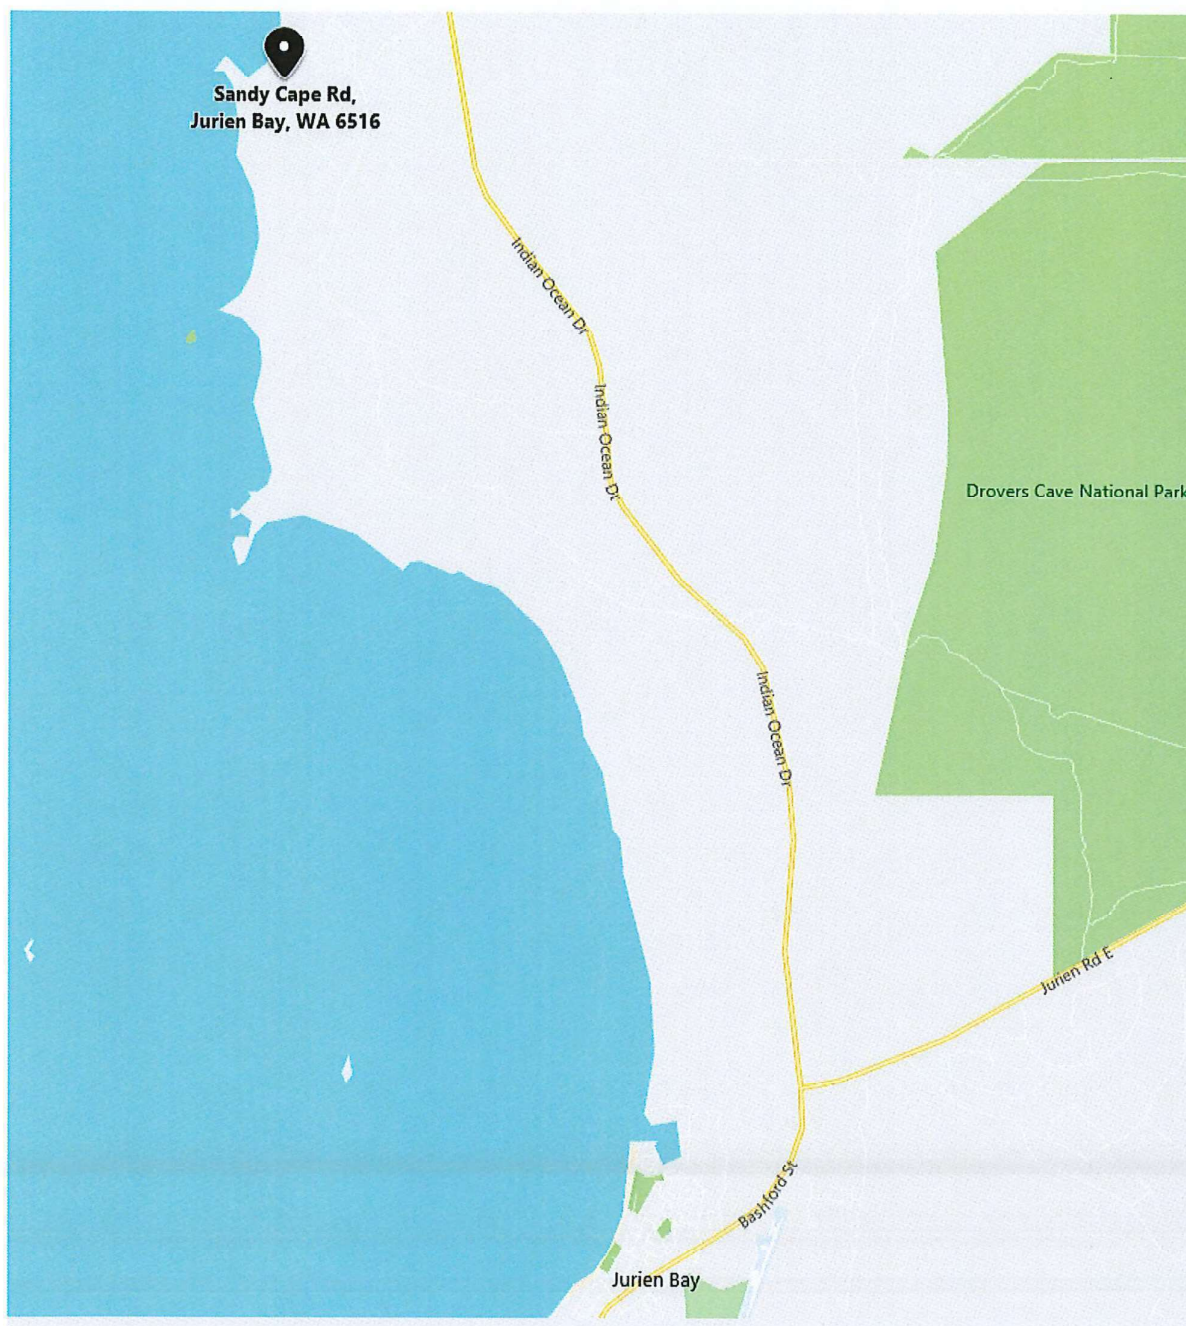 Sandy Cape Rd,
Jurien Bay, WA 6516
Indian Ocean Dr
Indian Ocean Dr
Drovers Cave National Park
Indian Ocean Dr
Jurien Rd E
Bashford St
Jurien Bay